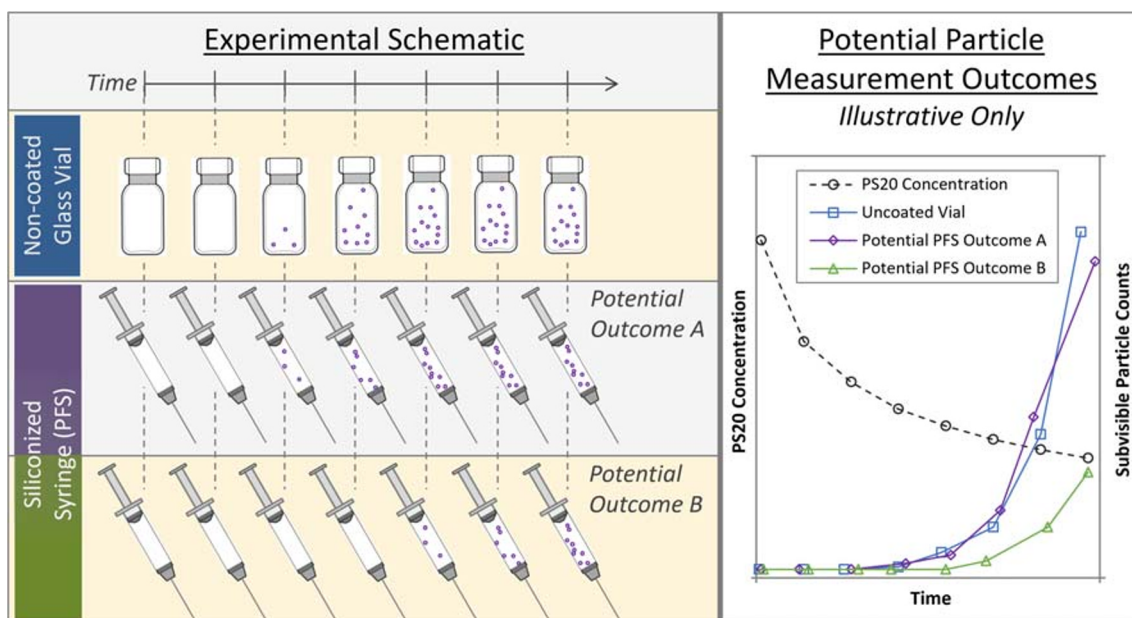 Experimental Schematic
Time
Non-coated
Glass Vial
Siliconized
Syringe (PFS)
Potential
Outcome A
Potential
Outcome B
Potential Particle
Measurement Outcomes
Illustrative Only
PS20 Concentration
Uncoated Vial
Potential PFS Outcome A
Potential PFS Outcome B
PS20 Concentration
Subvisible Particle Counts
Time